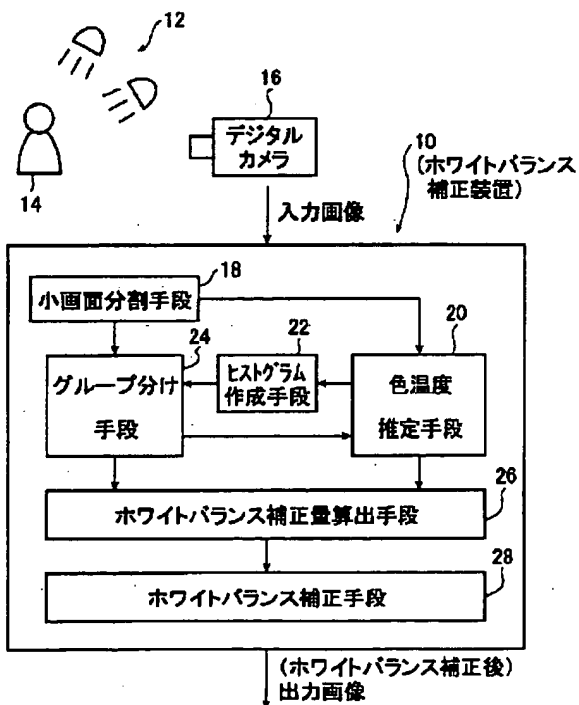 12
16
デジタル
カメラ
14
10
(ホワイトバランス
補正装置)
入力画像
18
小画面分割手段
24
グループ分け
手段
22
ヒストグラム
作成手段
20
色温度
推定手段
26
ホワイトバランス補正量算出手段
28
ホワイトバランス補正手段
(ホワイトバランス補正後)
出力画像